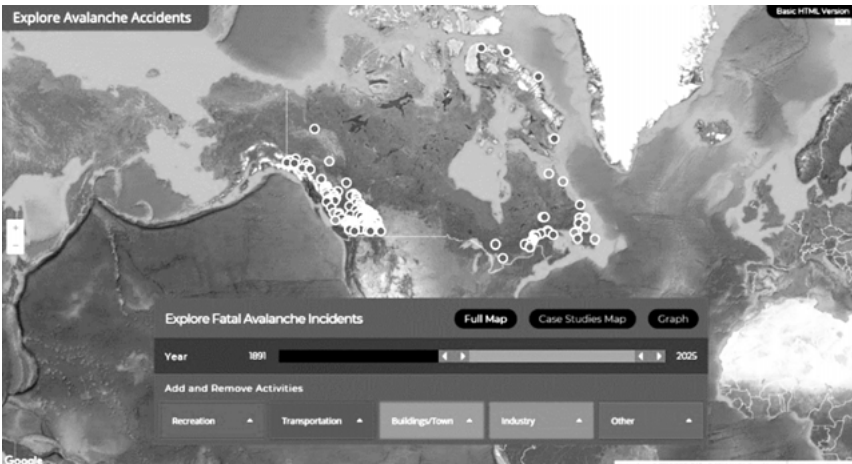 Explore Avalanche Accidents
Basic HTML Version
+
−
Explore Fatal Avalanche Incidents
Full Map
Case Studies Map
Graph
Year 1891 2025
Add and Remove Activities
Recreation
Transportation
Buildings/Town
Industry
Other
Google